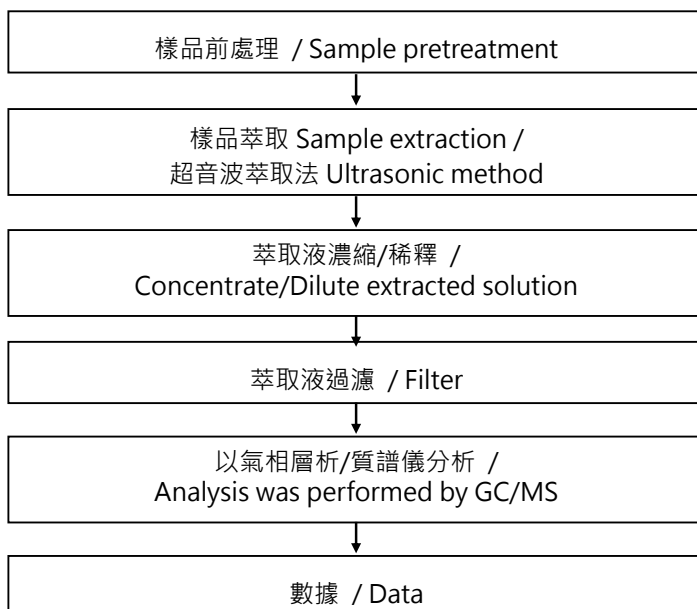 樣品前處理 / Sample pretreatment
樣品萃取 Sample extraction /
超音波萃取法 Ultrasonic method
萃取液濃縮/稀釋 /
Concentrate/Dilute extracted solution
萃取液過濾 / Filter
以氣相層析/質譜儀分析 /
Analysis was performed by GC/MS
數據 / Data